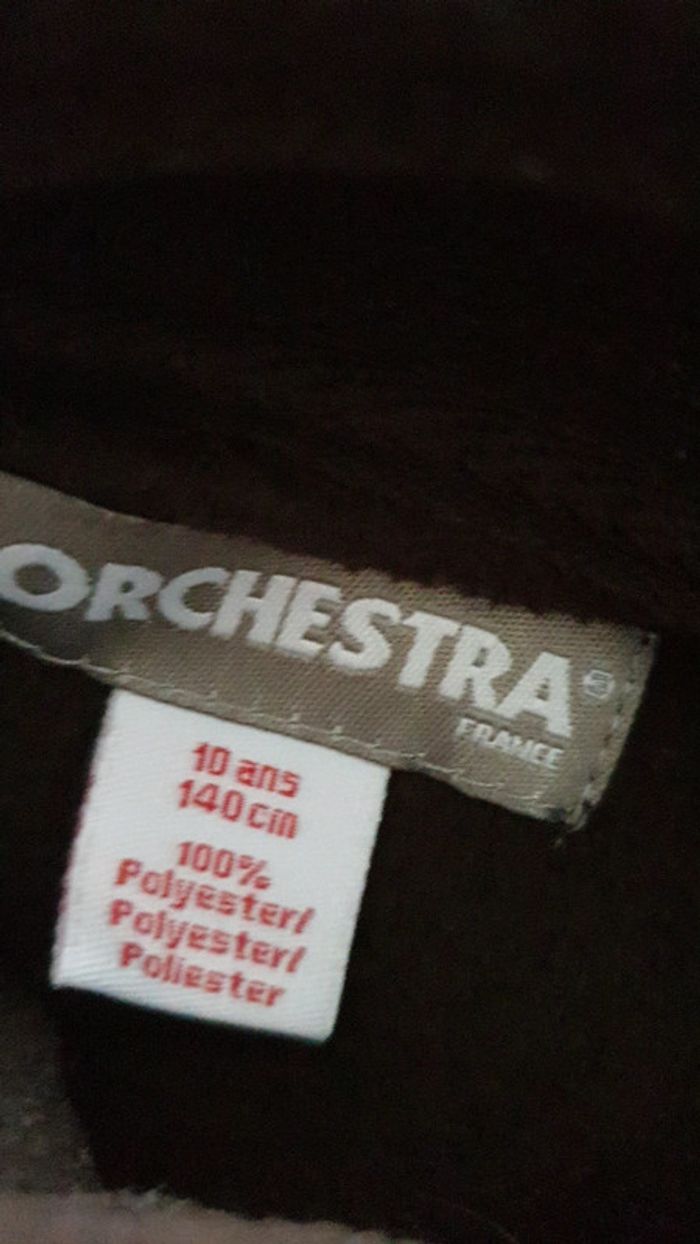 ORCHESTRA®
FRANCE
10 ans
140 cm
100%
Polyester/
Polyester/
Poliester